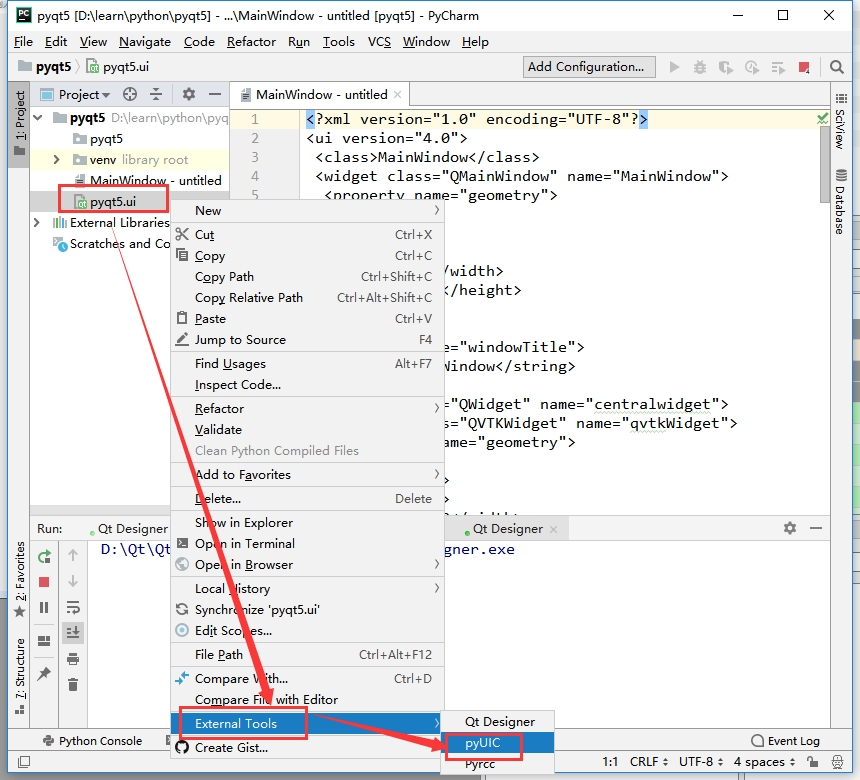 pyqt5 [D:\learn\python\pyqt5] - ...\MainWindow - untitled [pyqt5] - PyCharm
File Edit View Navigate Code Refactor Run Tools VCS Window Help
pyqt5 pyqt5.ui Add Configuration...
1: Project
Project
MainWindow - untitled
pyqt5 D:\learn\python\pyq
pyqt5
venv library root
MainWindow - untitled
pyqt5.ui
External Libraries
Scratches and Co
1 <?xml version="1.0" encoding="UTF-8"?>
2 <ui version="4.0">
3 <class>MainWindow</class>
4 <widget class="QMainWindow" name="MainWindow">
5 <property name="geometry">
/width>
</height>
e="windowTitle">
Window</string>
="QWidget" name="centralwidget">
s="QVTKWidget" name="qvtkWidget">
ame="geometry">
>
>
</width>
SciView
Database
New
Cut Ctrl+X
Copy Ctrl+C
Copy Path Ctrl+Shift+C
Copy Relative Path Ctrl+Alt+Shift+C
Paste Ctrl+V
Jump to Source F4
Find Usages Alt+F7
Inspect Code...
Refactor
Validate
Clean Python Compiled Files
Add to Favorites
Delete... Delete
Show in Explorer
Open in Terminal
Open in Browser
Local History
Synchronize 'pyqt5.ui'
Edit Scopes...
File Path Ctrl+Alt+F12
Compare With... Ctrl+D
Compare File with Editor
External Tools
Create Gist...
Qt Designer
pyUIC
Pyrcc
Run: Qt Designer
Qt Designer
D:\Qt\Qt
gner.exe
2: Favorites
7: Structure
Python Console
Event Log
1:1 CRLF UTF-8 4 spaces